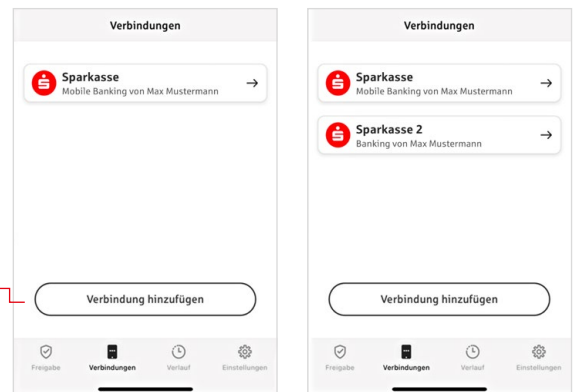 Verbindungen
Sparkasse
Mobile Banking von Max Mustermann
Verbindung hinzufügen
Freigabe
Verbindungen
Verlauf
Einstellungen
Verbindungen
Sparkasse
Mobile Banking von Max Mustermann
Sparkasse 2
Banking von Max Mustermann
Verbindung hinzufügen
Freigabe
Verbindungen
Verlauf
Einstellungen